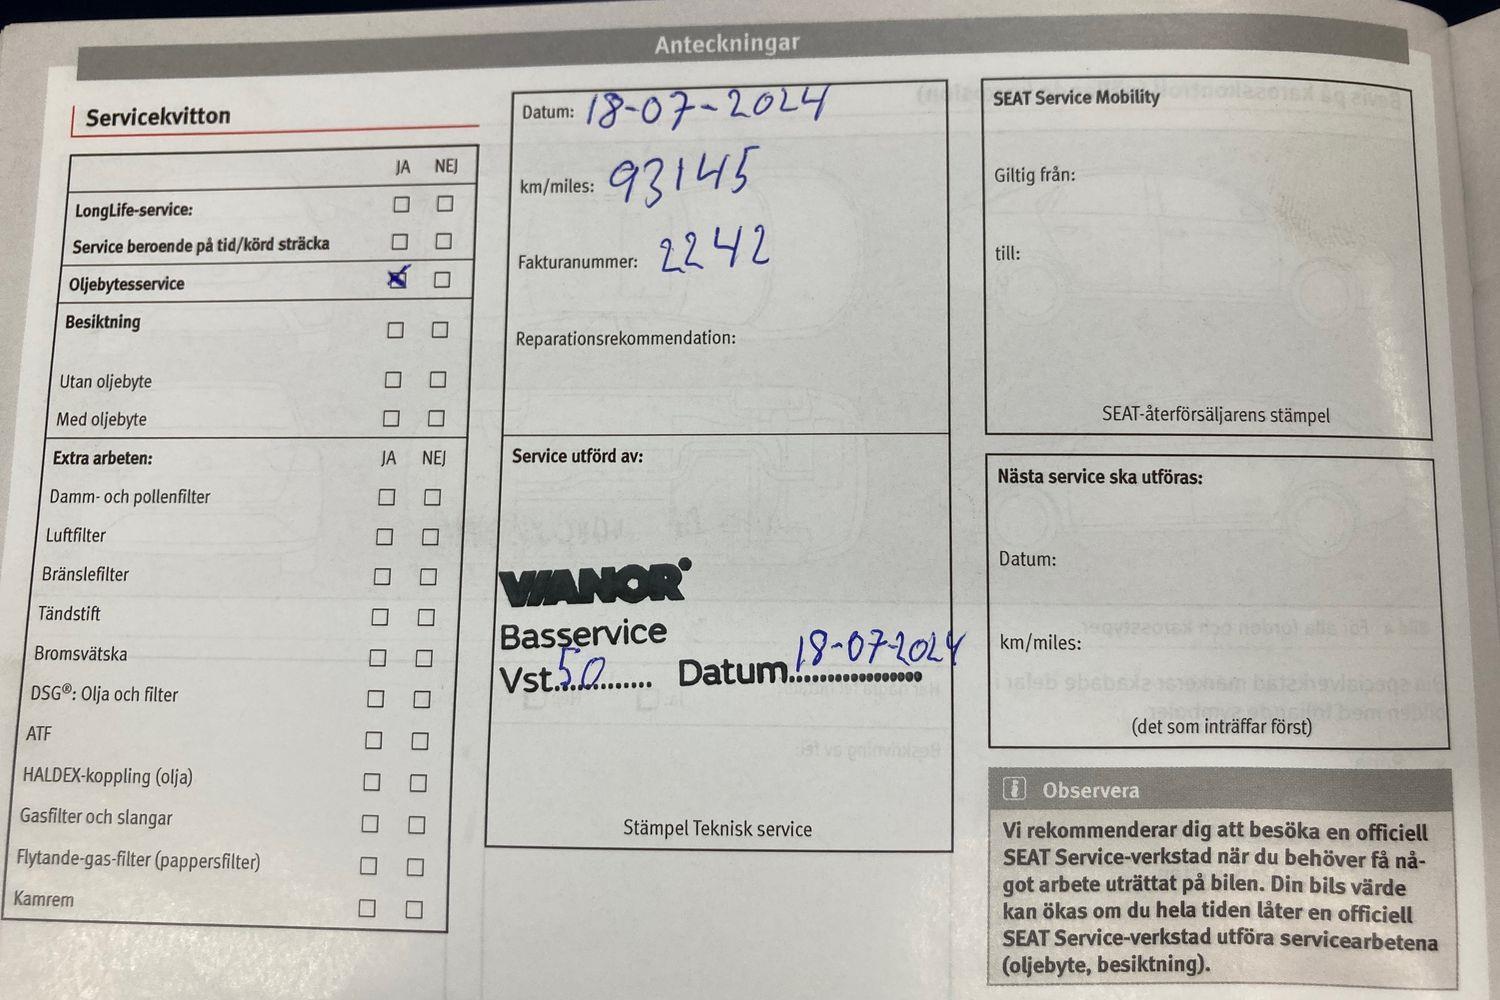 Anteckningar
Servicekvitton
JA NEJ
LongLife-service:
Service beroende på tid/körd sträcka
Oljebytesservice
Besiktning
Utan oljebyte
Med oljebyte
Extra arbeten: JA NEJ
Damm- och pollenfilter
Luftfilter
Bränslefilter
Tändstift
Bromsvätska
DSG®: Olja och filter
ATF
HALDEX-koppling (olja)
Gasfilter och slangar
Flytande-gas-filter (pappersfilter)
Kamrem
Datum: 18-07-2024
km/miles: 93145
Fakturanummer: 2242
Reparationsrekommendation:
Service utförd av:
VIANOR
Basservice
Vst.50............ Datum.18-07-2024
Stämpel Teknisk service
SEAT Service Mobility
Giltig från:
till:
SEAT-återförsäljarens stämpel
Nästa service ska utföras:
Datum:
km/miles:
(det som inträffar först)
i Observera
Vi rekommenderar dig att besöka en officiell
SEAT Service-verkstad när du behöver få nå-
got arbete uträttat på bilen. Din bils värde
kan ökas om du hela tiden låter en officiell
SEAT Service-verkstad utföra servicearbetena
(oljebyte, besiktning).